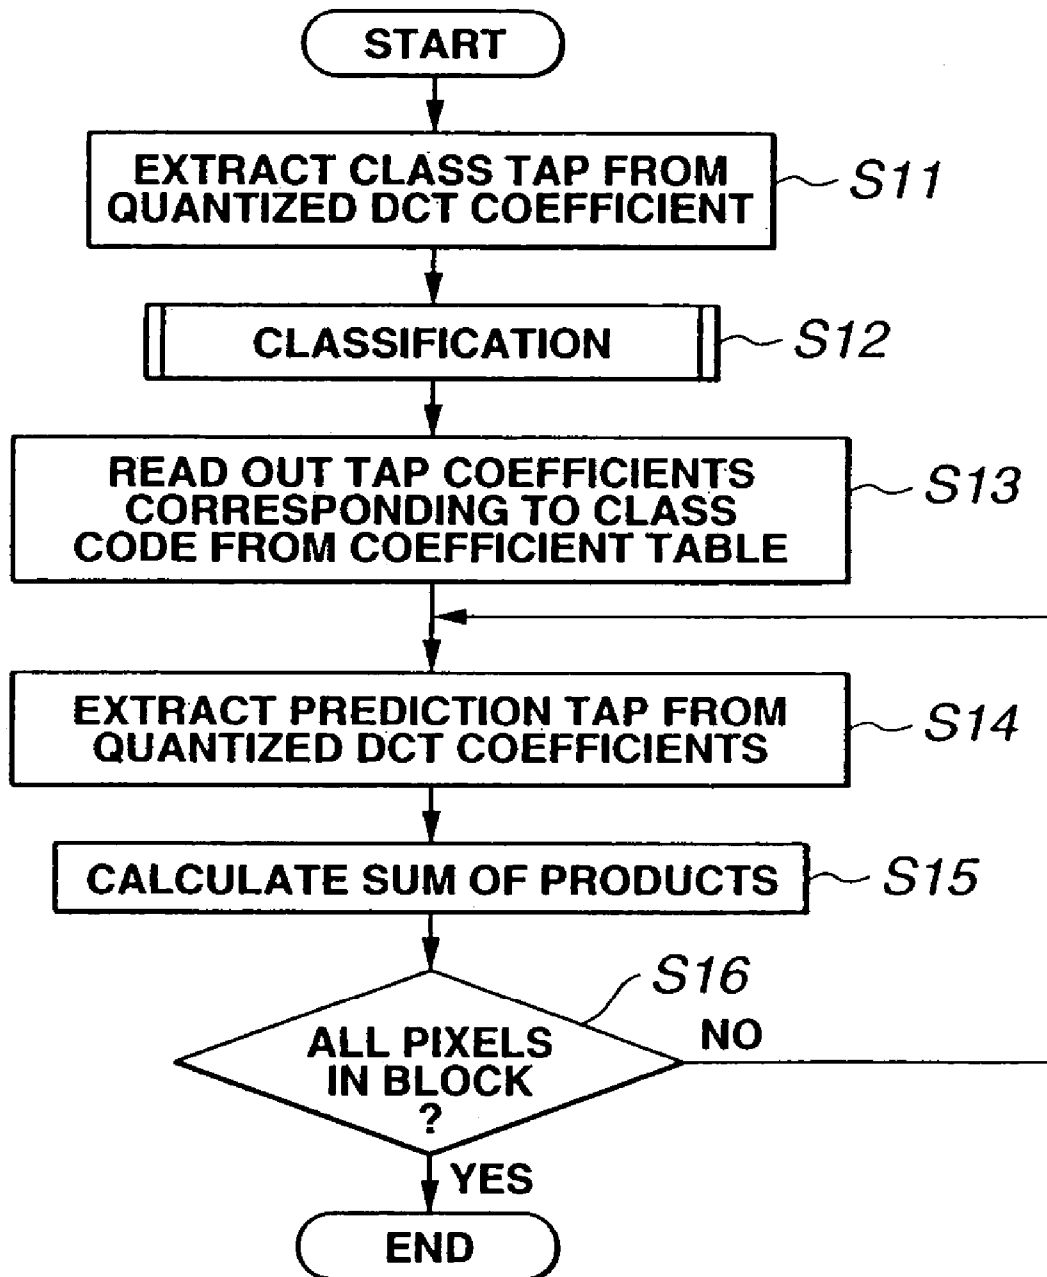 START
EXTRACT CLASS TAP FROM
QUANTIZED DCT COEFFICIENT
S11
CLASSIFICATION
S12
READ OUT TAP COEFFICIENTS
CORRESPONDING TO CLASS
CODE FROM COEFFICIENT TABLE
S13
EXTRACT PREDICTION TAP FROM
QUANTIZED DCT COEFFICIENTS
S14
CALCULATE SUM OF PRODUCTS
S15
S16
ALL PIXELS
IN BLOCK
?
NO
YES
END